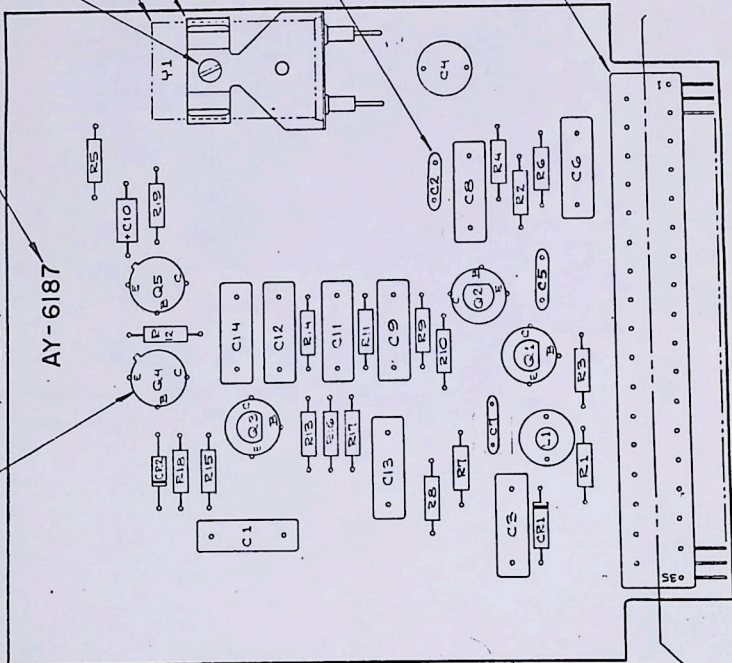 Y1
C4
R5
+C10
R19
C2
C8
R4
R2
R6
C6
AY-6187
E
Q5
B
C
R12
E
Q4
B
C
C14
C12
R14
C11
R11
C9
R9
R10
C
Q2
B
E
C5
C
Q3
B
E
R13
R16
R17
C
Q1
B
E
R3
CR2
R18
R15
C13
R8
R7
C7
L1
R1
C1
C3
CR1
1
35